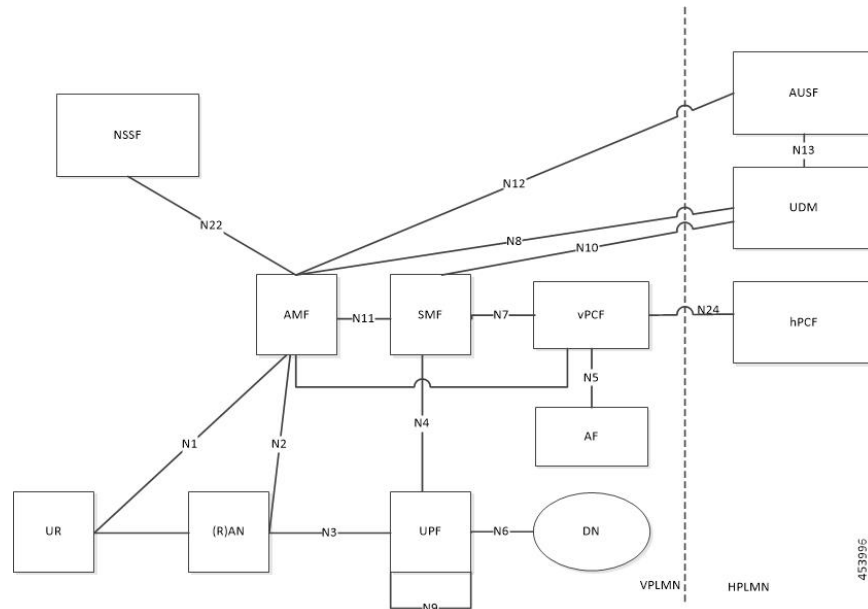 AUSF
NSSF
N13
N12
UDM
N22
N8
N10
AMF
N11
SMF
N7
vPCF
N24
hPCF
N5
N4
N1
N2
AF
UR
(R)AN
N3
UPF
N6
DN
453996
VPLMN
HPLMN
N9